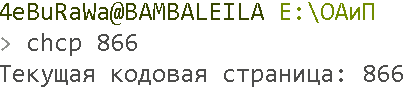 4eBuRaWa@BAMBALEILA E:\ОАиП
> chcp 866
Текущая кодовая страница: 866